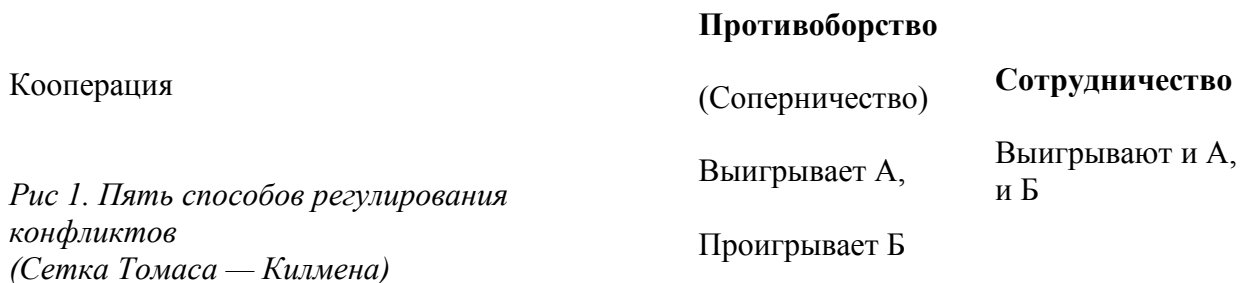 Кооперация
Рис 1. Пять способов регулирования
конфликтов
(Сетка Томаса — Килмена)
Противоборство
(Соперничество)
Выигрывает А,
Проигрывает Б
Сотрудничество
Выигрывают и А,
и Б